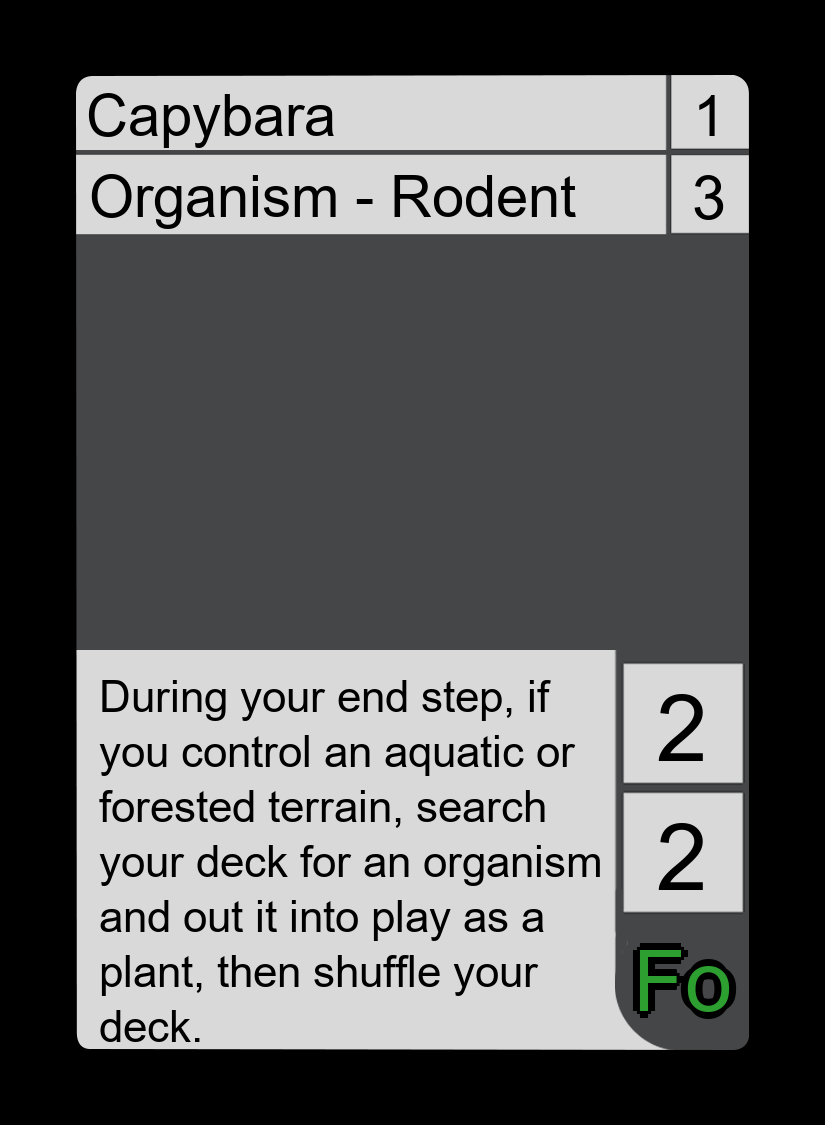 Capybara 1
Organism - Rodent 3
During your end step, if
you control an aquatic or
forested terrain, search
your deck for an organism
and out it into play as a
plant, then shuffle your
deck.
2
2
Fo